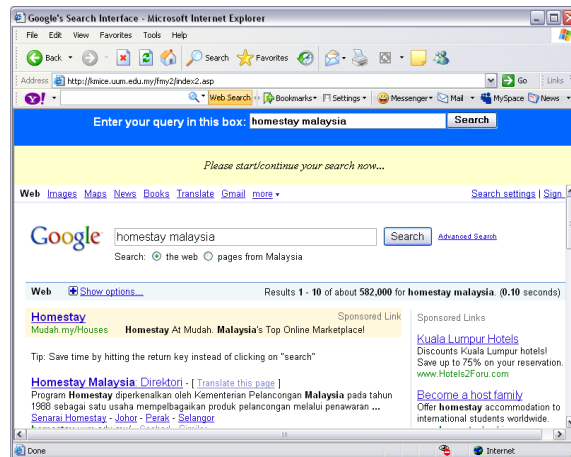 Google's Search Interface - Microsoft Internet Explorer
File Edit View Favorites Tools Help
Back Search Favorites
Address http://kmice.uum.edu.my/fmy2/index2.asp Go Links
Y! Web Search Bookmarks Settings Messenger Mail MySpace News
Enter your query in this box: homestay malaysia Search
Please start/continue your search now...
Web Images Maps News Books Translate Gmail more Search settings | Sign
Google homestay malaysia Search Advanced Search
Search: the web pages from Malaysia
Web Show options... Results 1 - 10 of about 582,000 for homestay malaysia. (0.10 seconds)
Homestay Sponsored Link
Mudah.my/Houses Homestay At Mudah. Malaysia's Top Online Marketplace!
Tip: Save time by hitting the return key instead of clicking on "search"
Homestay Malaysia: Direktori - [ Translate this page ]
Program Homestay diperkenalkan oleh Kementerian Pelancongan Malaysia pada tahun
1988 sebagai satu usaha mempelbagaikan produk pelancongan melalui penawaran ...
Senarai Homestay - Johor - Perak - Selangor
Sponsored Links
Kuala Lumpur Hotels
Discounts Kuala Lumpur hotels!
Save up to 75% on your reservation.
www.Hotels2Foru.com
Become a host family
Offer homestay accommodation to
international students worldwide.
Done Internet